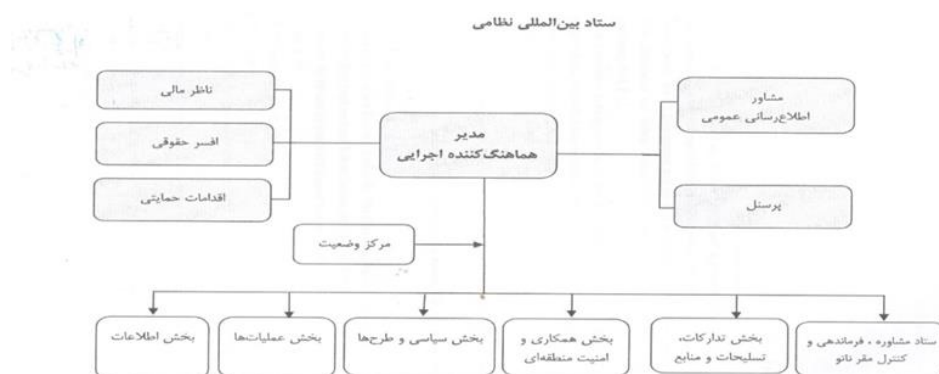 ستاد بین‌المللی نظامی
مشاور
اطلاع‌رسانی عمومی
پرسنل
مدیر
هماهنگ‌کننده اجرایی
ناظر مالی
افسر حقوقی
اقدامات حمایتی
مرکز وضعیت
ستاد مشاوره ، فرماندهی و
کنترل مقر ناتو
بخش تدارکات،
تسلیحات و منابع
بخش همکاری و
امنیت منطقه‌ای
بخش سیاسی و طرح‌ها
بخش عملیات‌ها
بخش اطلاعات